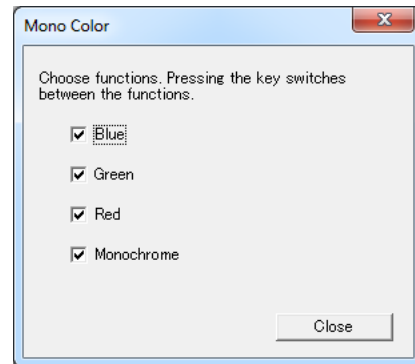 Mono Color
Choose functions. Pressing the key switches
between the functions.
Blue
Green
Red
Monochrome
Close